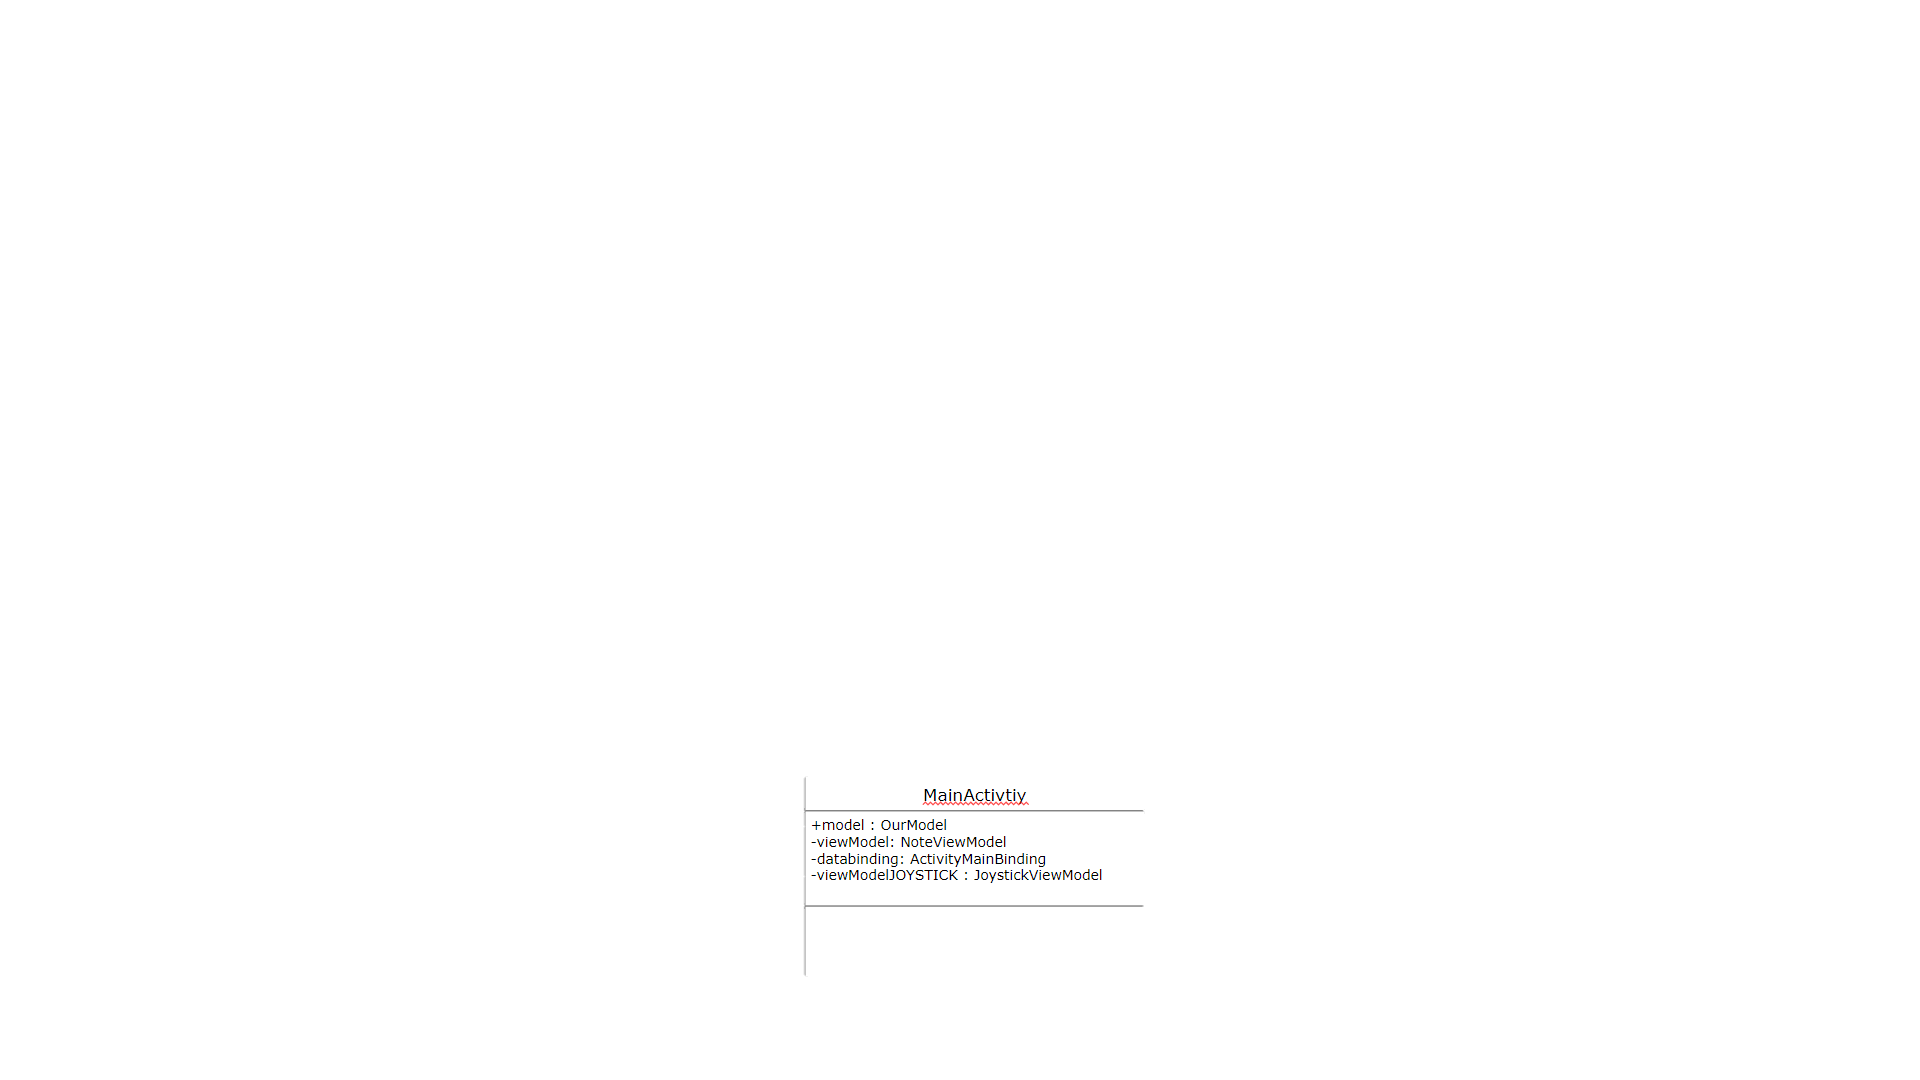 MainActivtiy
+model : OurModel
-viewModel: NoteViewModel
-databinding: ActivityMainBinding
-viewModelJOYSTICK : JoystickViewModel